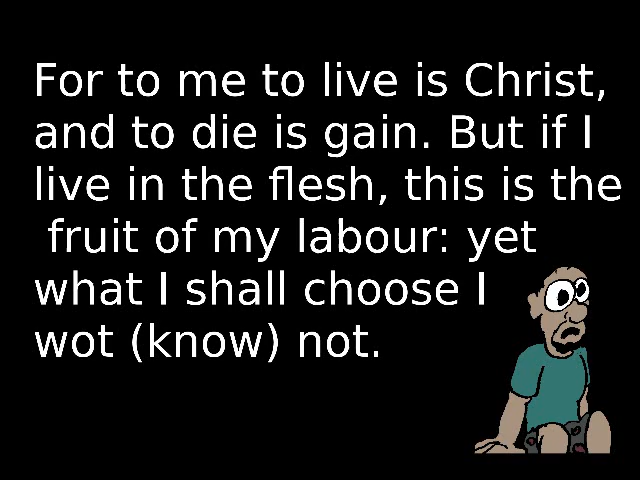 For to me to live is Christ,
and to die is gain. But if I
live in the flesh, this is the
fruit of my labour: yet
what I shall choose I
wot (know) not.